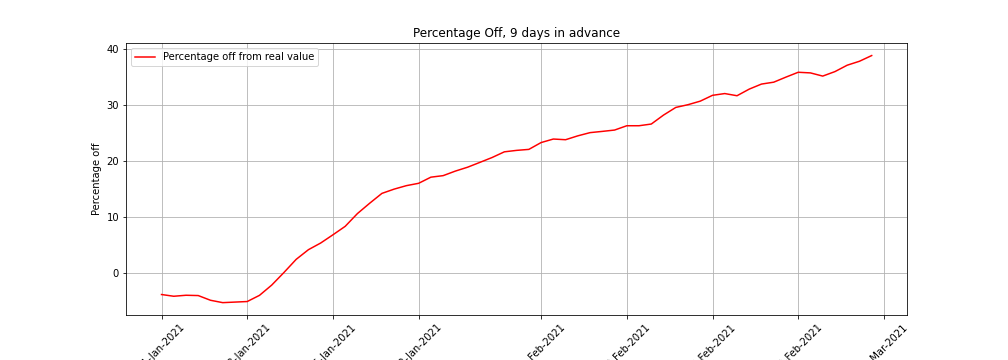 Percentage Off, 9 days in advance
Percentage off from real value
Percentage off
40
30
20
10
0
-Jan-2021
-Jan-2021
-Jan-2021
-Jan-2021
Feb-2021
Feb-2021
Feb-2021
Feb-2021
Mar-2021